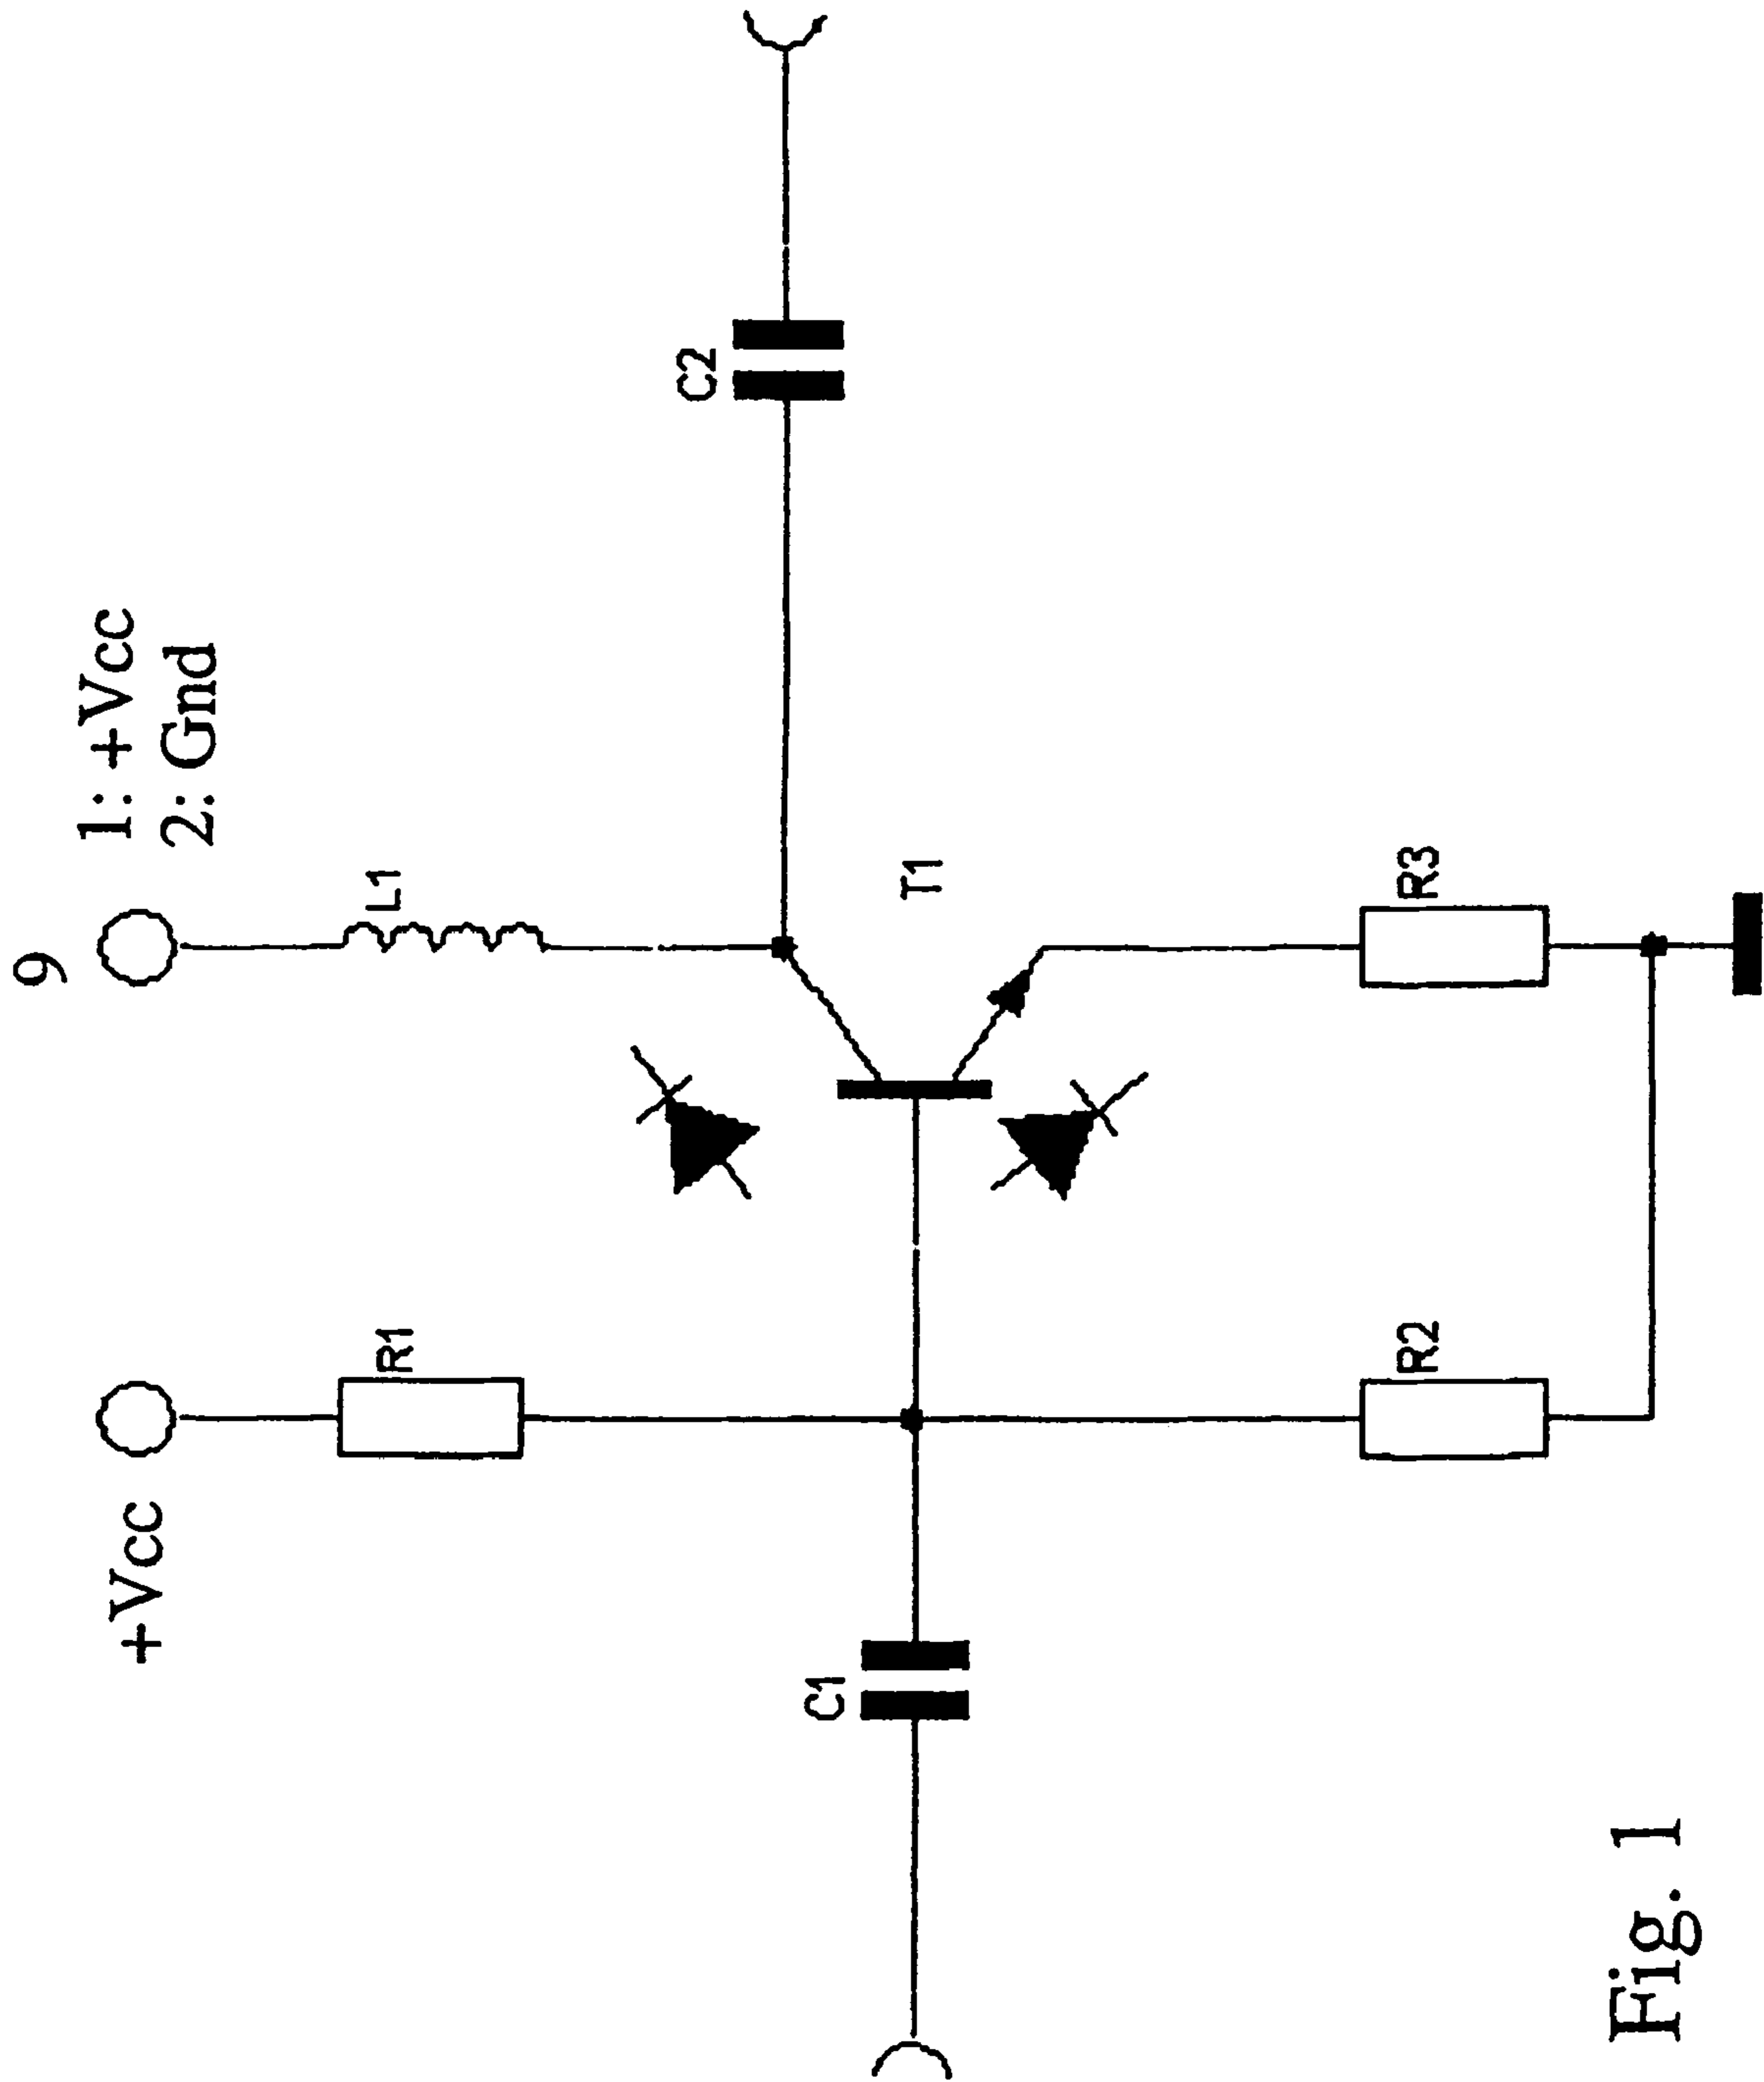 9
1: +Vcc
2: Gnd
+Vcc
L1
R1
C2
T1
C1
R2
R3
Fig. 1